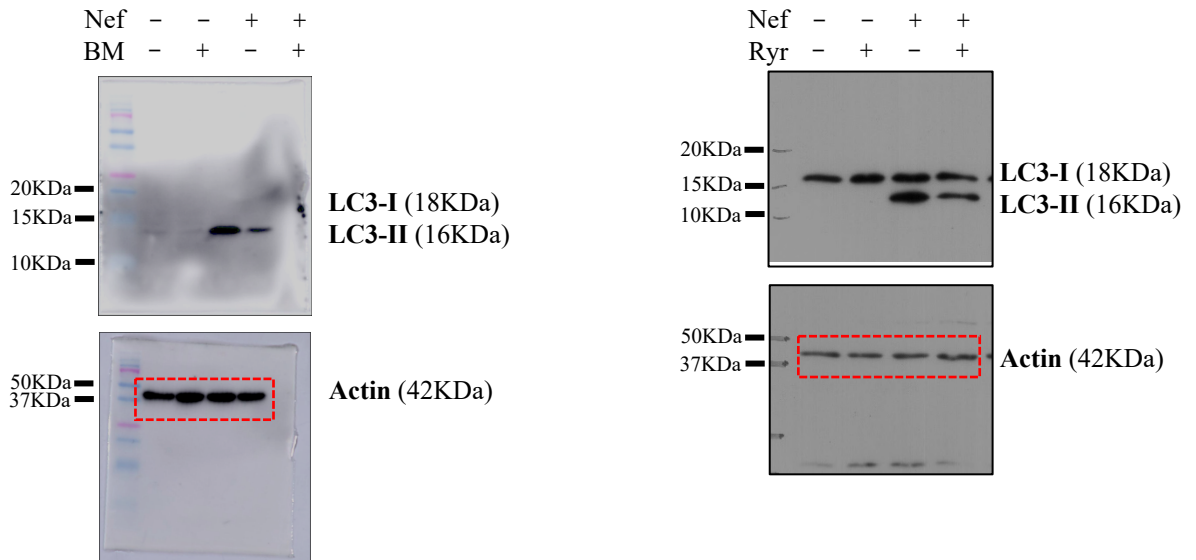 Nef − − + +
BM − + − +
20KDa
15KDa
10KDa
LC3-I (18KDa)
LC3-II (16KDa)
50KDa
37KDa
Actin (42KDa)
Nef − − + +
Ryr − + − +
20KDa
15KDa
10KDa
LC3-I (18KDa)
LC3-II (16KDa)
50KDa
37KDa
Actin (42KDa)